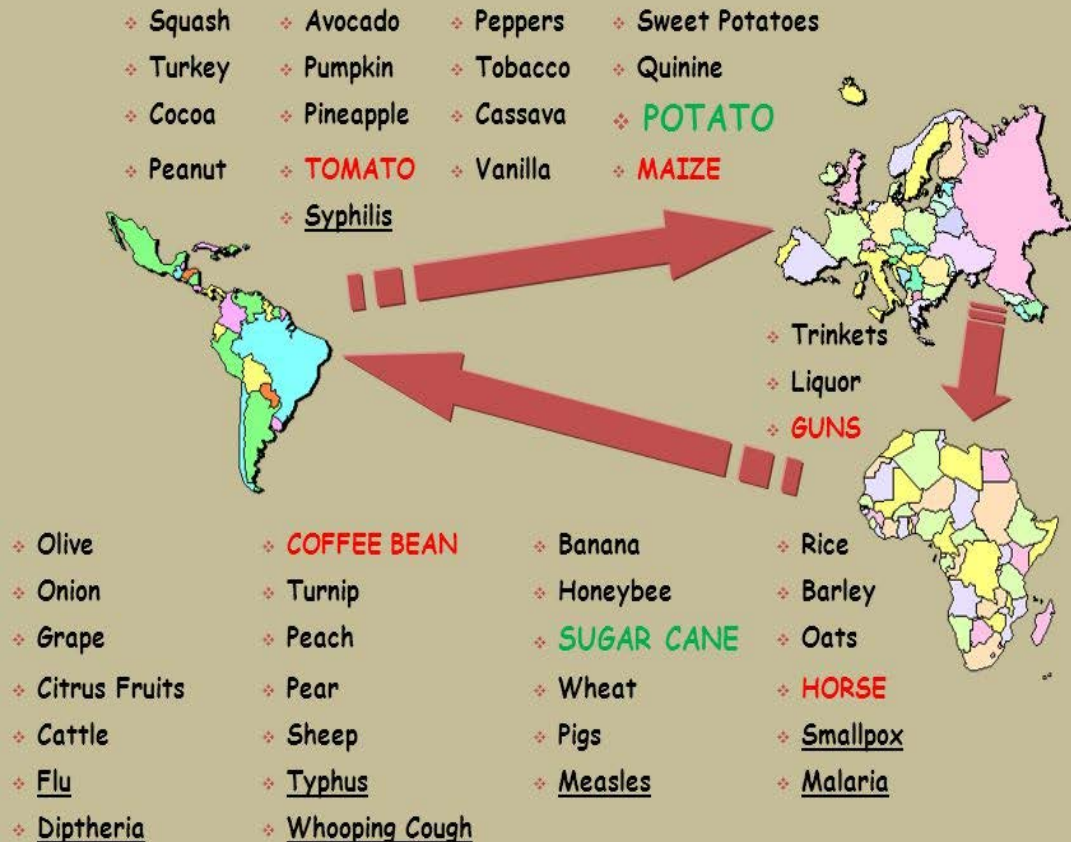 Squash Avocado Peppers Sweet Potatoes
Turkey Pumpkin Tobacco Quinine
Cocoa Pineapple Cassava POTATO
Peanut TOMATO Vanilla MAIZE
Syphilis
Trinkets
Liquor
GUNS
Olive COFFEE BEAN Banana Rice
Onion Turnip Honeybee Barley
Grape Peach SUGAR CANE Oats
Citrus Fruits Pear Wheat HORSE
Cattle Sheep Pigs Smallpox
Flu Typhus Measles Malaria
Diptheria Whooping Cough